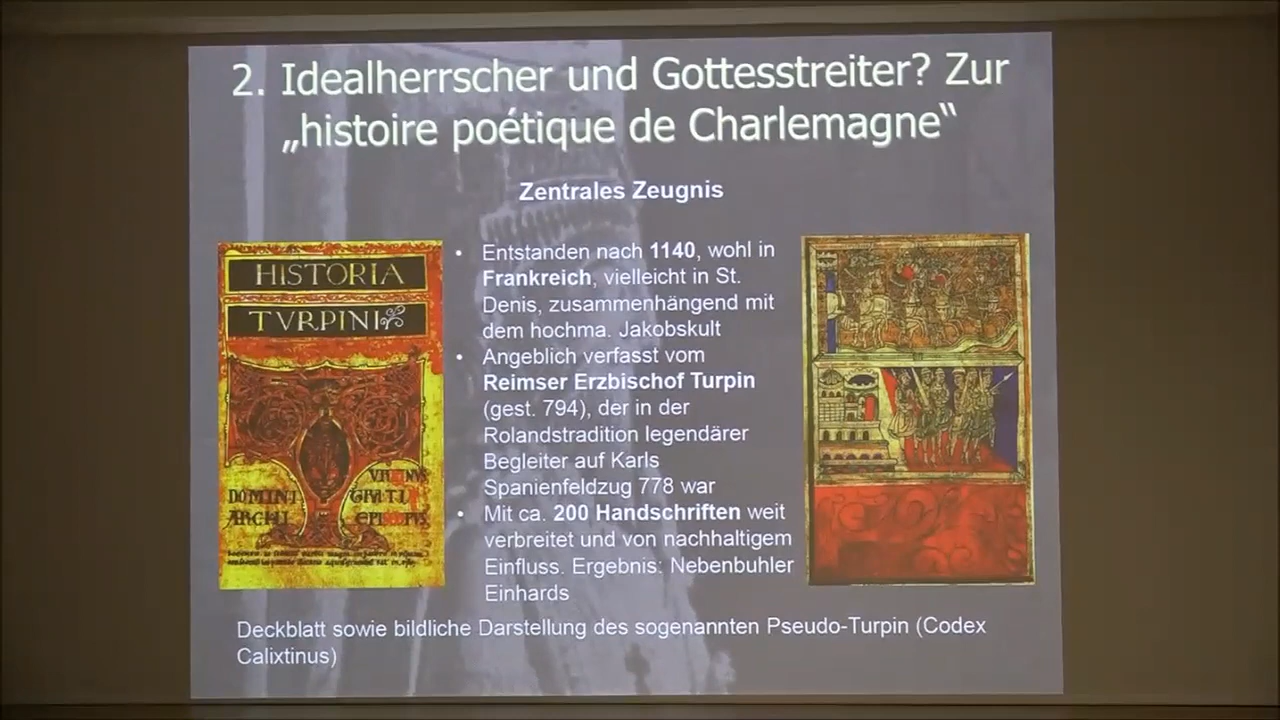 2. Idealherrscher und Gottesstreiter? Zur
„histoire poétique de Charlemagne“
Zentrales Zeugnis
HISTORIA
TVRPINI
DOMINI
ARCHI
• Entstanden nach 1140, wohl in
Frankreich, vielleicht in St.
Denis, zusammenhängend mit
dem hochma. Jakobskult
• Angeblich verfasst vom
Reimser Erzbischof Turpin
(gest. 794), der in der
Rolandstradition legendärer
Begleiter auf Karls
Spanienfeldzug 778 war
• Mit ca. 200 Handschriften weit
verbreitet und von nachhaltigem
Einfluss. Ergebnis: Nebenbuhler
Einhards
Deckblatt sowie bildliche Darstellung des sogenannten Pseudo-Turpin (Codex
Calixtinus)